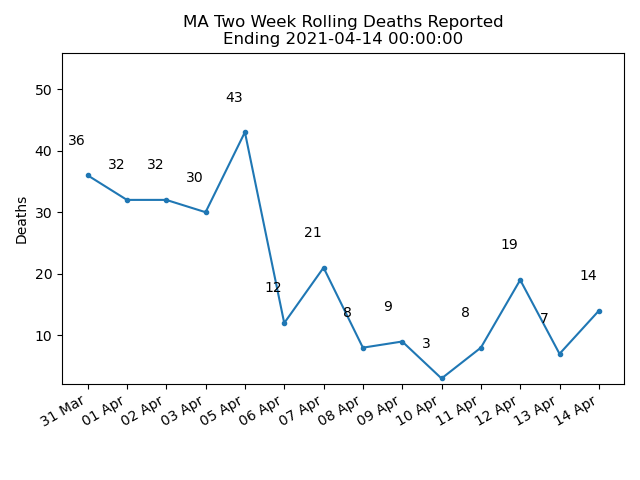 MA Two Week Rolling Deaths Reported
Ending 2021-04-14 00:00:00
Deaths
50
40
30
20
10
36
32
32
30
43
12
21
8
9
3
8
19
7
14
31 Mar
01 Apr
02 Apr
03 Apr
05 Apr
06 Apr
07 Apr
08 Apr
09 Apr
10 Apr
11 Apr
12 Apr
13 Apr
14 Apr